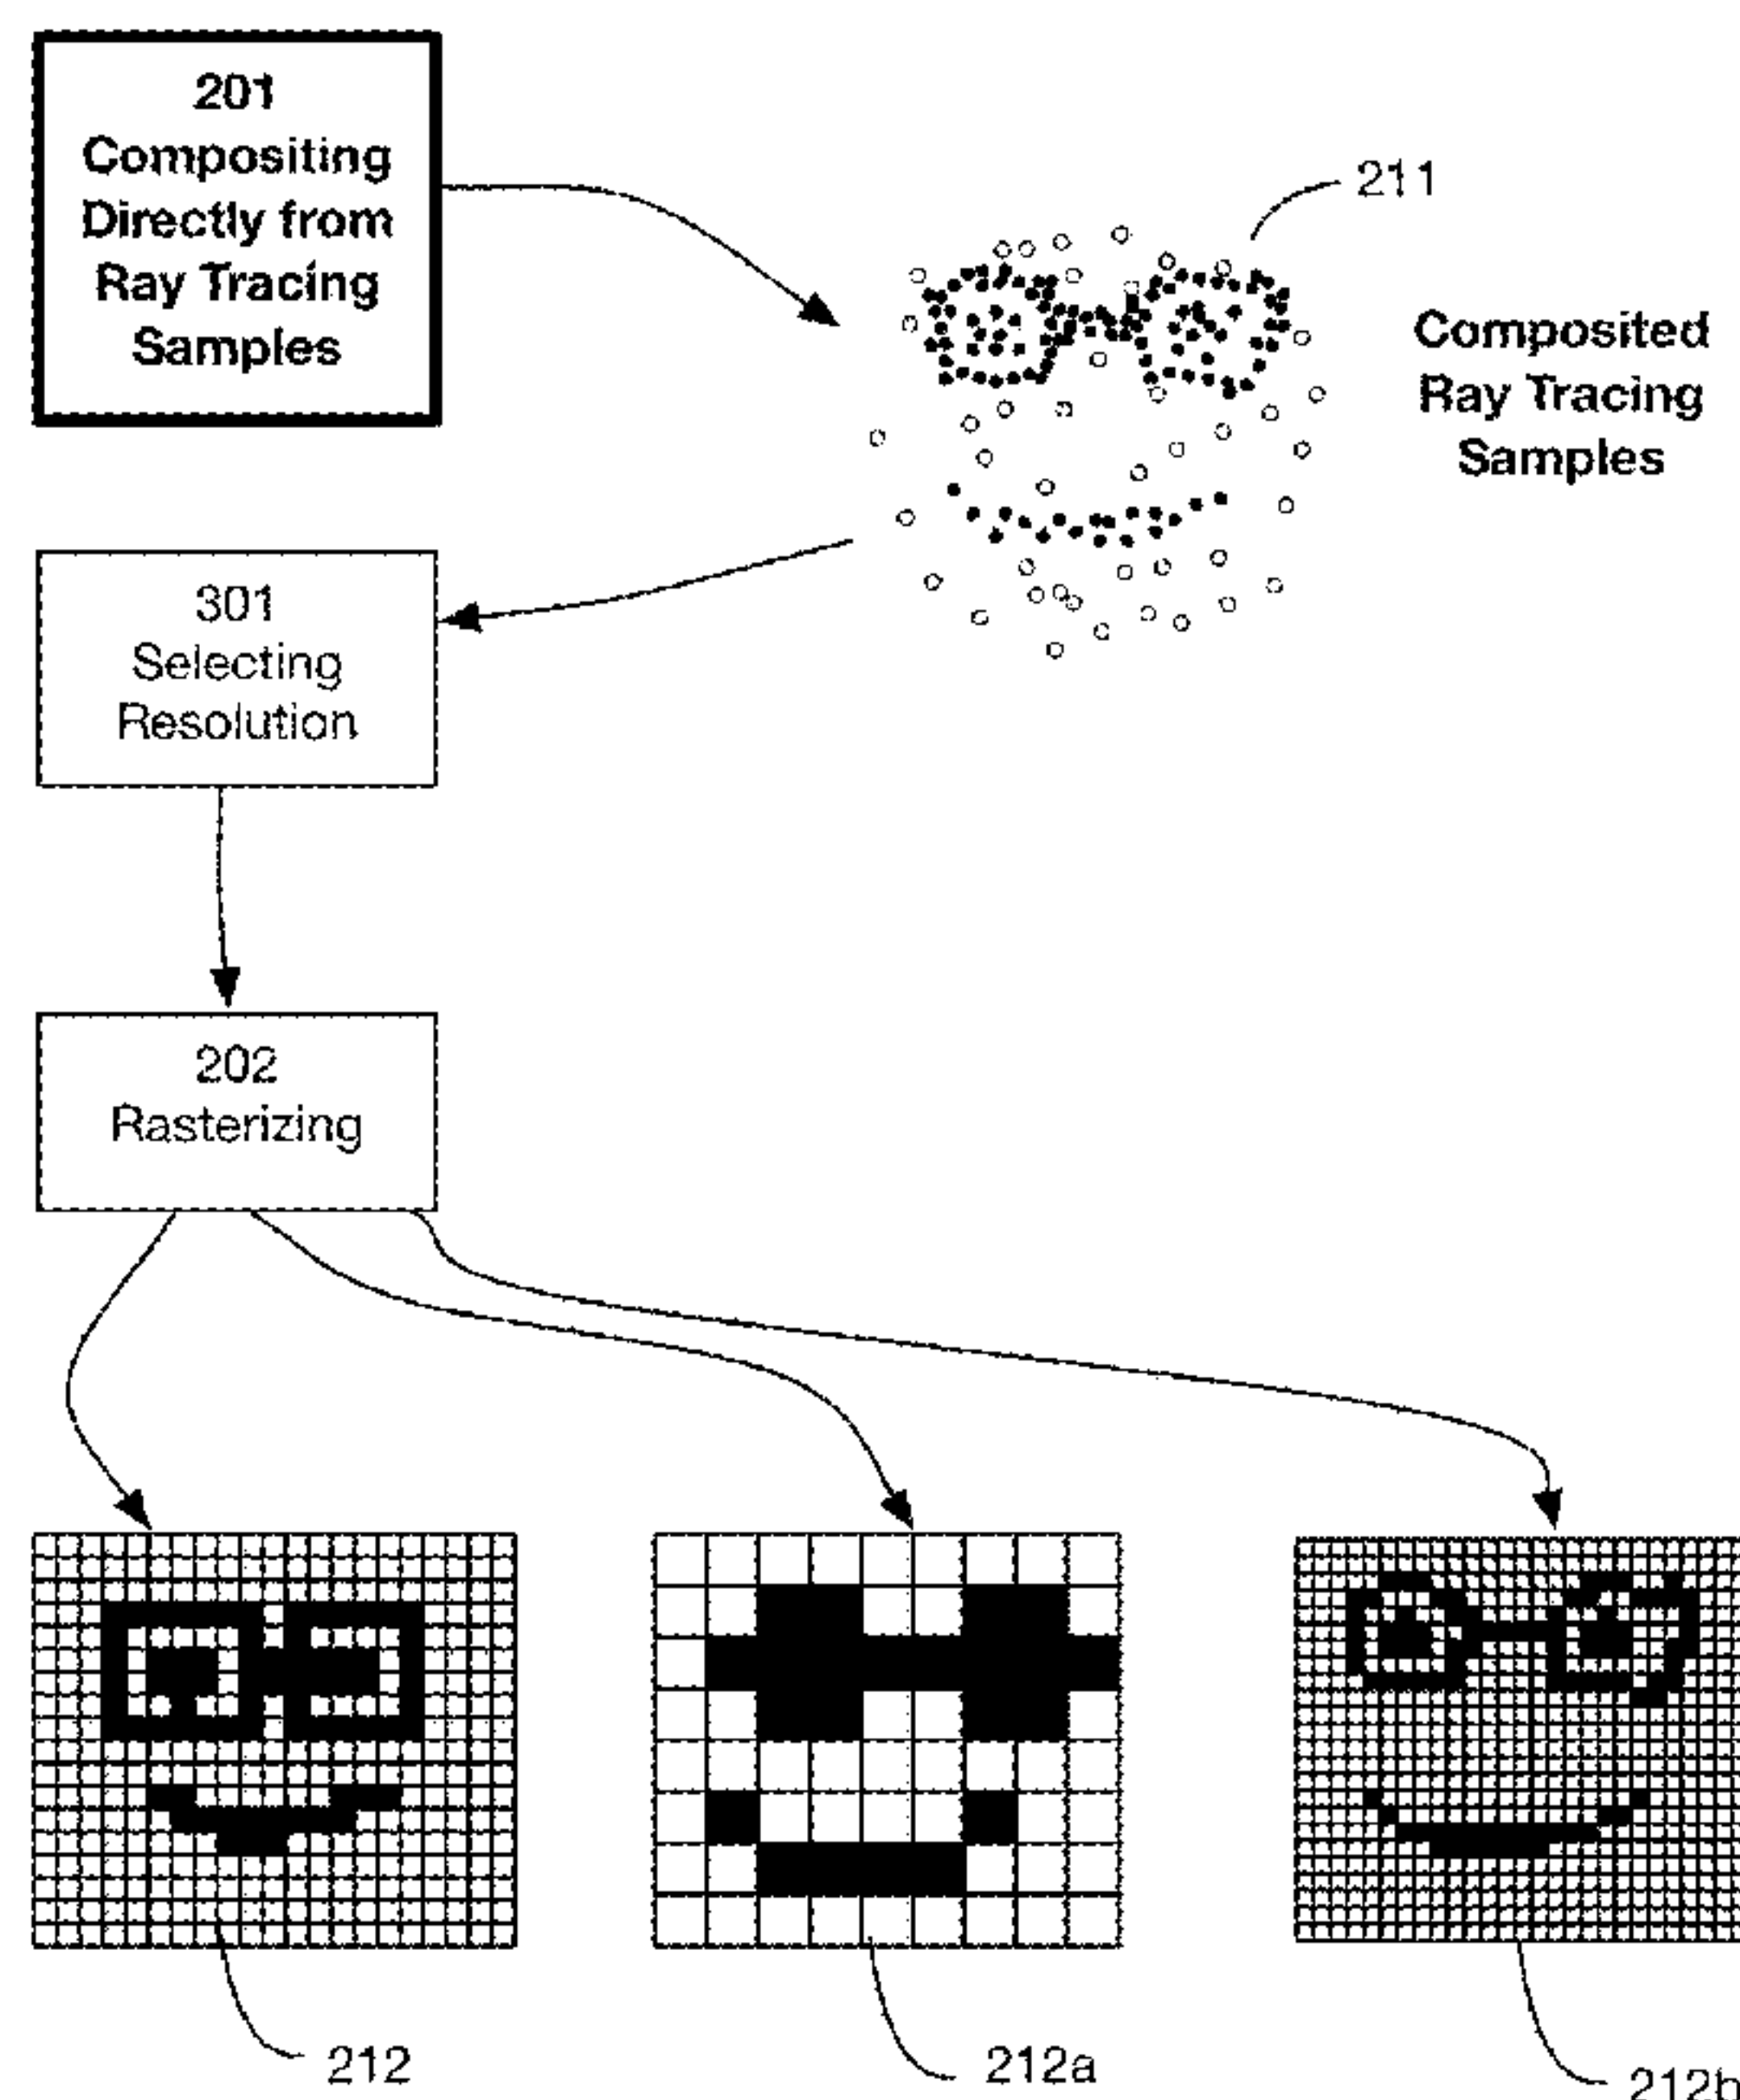 201
Compositing
Directly from
Ray Tracing
Samples
211
Composited
Ray Tracing
Samples
301
Selecting
Resolution
202
Rasterizing
212
212a
212b